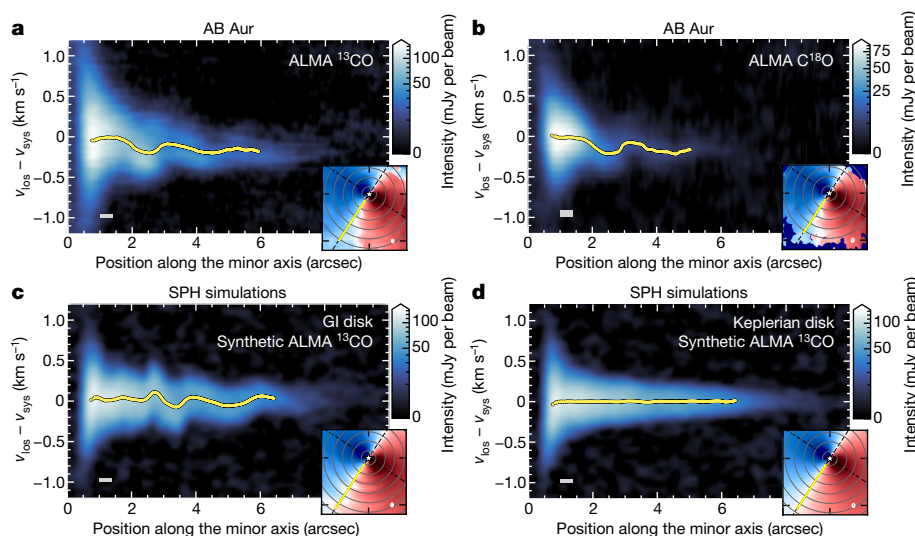 a
AB Aur
ALMA ¹³CO
1.0
0.5
0
−0.5
−1.0
v_los − v_sys (km s⁻¹)
0 2 4 6
Position along the minor axis (arcsec)
100
50
0
Intensity (mJy per beam)
b
AB Aur
ALMA C¹⁸O
1.0
0.5
0
−0.5
−1.0
v_los − v_sys (km s⁻¹)
0 2 4 6
Position along the minor axis (arcsec)
75
50
25
0
Intensity (mJy per beam)
c
SPH simulations
GI disk
Synthetic ALMA ¹³CO
1.0
0.5
0
−0.5
−1.0
v_los − v_sys (km s⁻¹)
0 2 4 6
Position along the minor axis (arcsec)
100
50
0
Intensity (mJy per beam)
d
SPH simulations
Keplerian disk
Synthetic ALMA ¹³CO
1.0
0.5
0
−0.5
−1.0
v_los − v_sys (km s⁻¹)
0 2 4 6
Position along the minor axis (arcsec)
100
50
0
Intensity (mJy per beam)